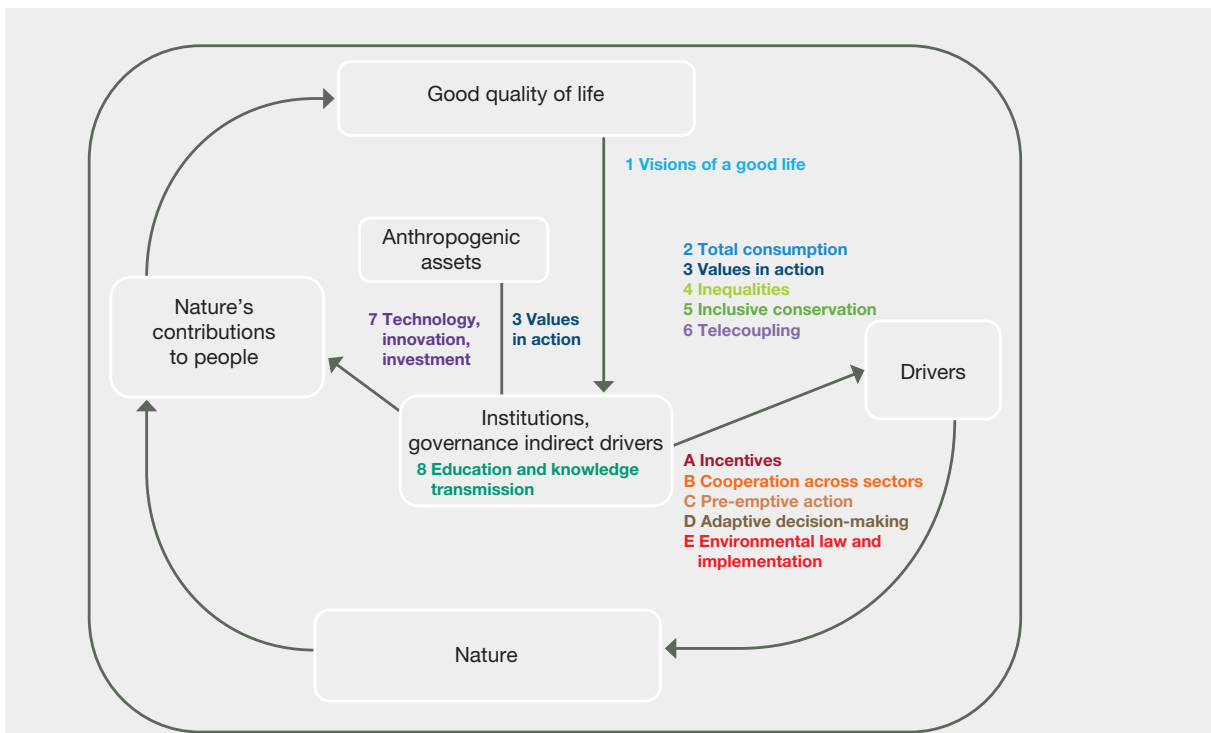 Good quality of life
1 Visions of a good life
Anthropogenic
assets
2 Total consumption
3 Values in action
4 Inequalities
5 Inclusive conservation
6 Telecoupling
Nature's
contributions
to people
7 Technology,
innovation,
investment
3 Values
in action
Drivers
Institutions,
governance indirect drivers
8 Education and knowledge
transmission
A Incentives
B Cooperation across sectors
C Pre-emptive action
D Adaptive decision-making
E Environmental law and
implementation
Nature